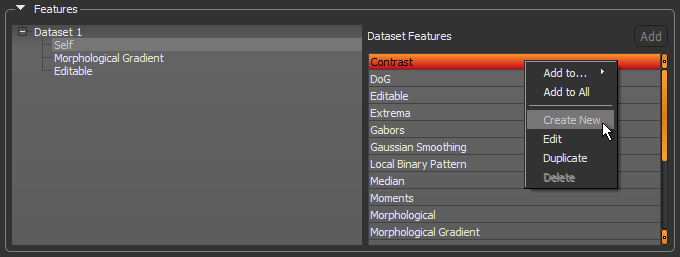 Features
Dataset 1
Self
Morphological Gradient
Editable
Dataset Features
Add
Contrast
DoG
Editable
Extrema
Gabors
Gaussian Smoothing
Local Binary Pattern
Median
Moments
Morphological
Morphological Gradient
Add to...
Add to All
Create New
Edit
Duplicate
Delete